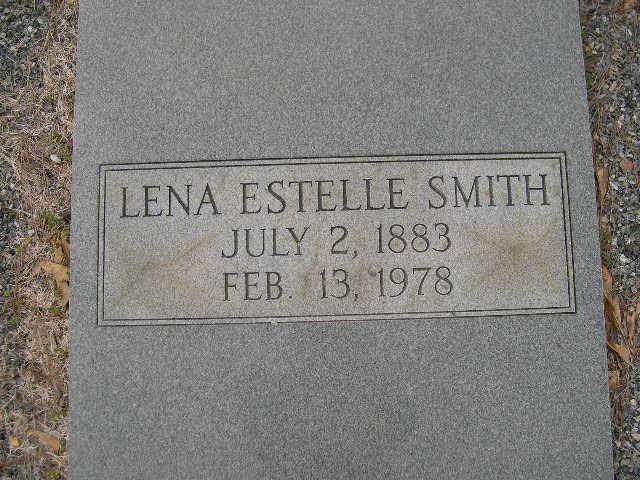 LENA ESTELLE SMITH
JULY 2, 1883
FEB. 13, 1978